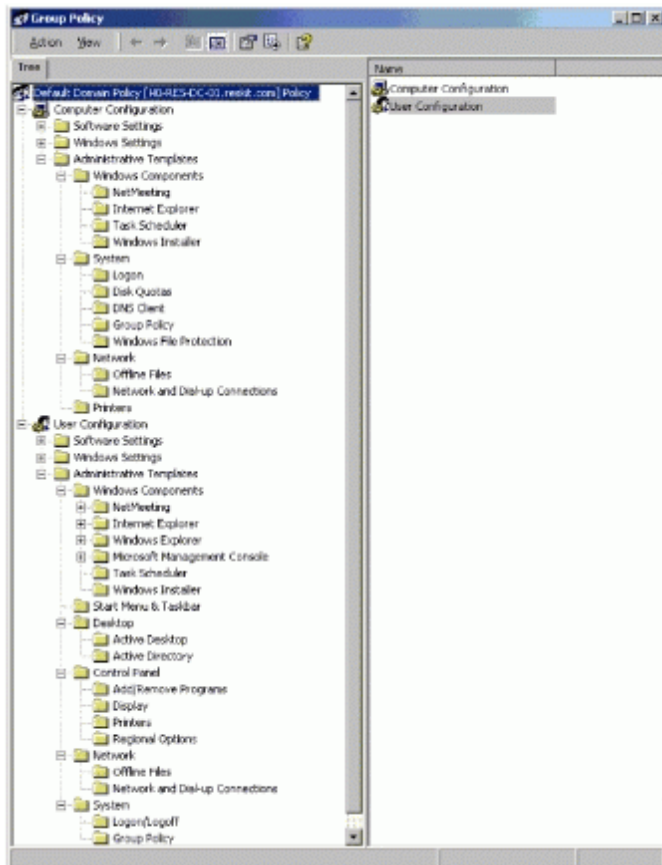 Group Policy
Action View
Tree
Name
Default Domain Policy [HQ-RES-DC-01.reskit.com] Policy
Computer Configuration
Software Settings
Windows Settings
Administrative Templates
Windows Components
NetMeeting
Internet Explorer
Task Scheduler
Windows Installer
System
Logon
Disk Quotas
DNS Client
Group Policy
Windows File Protection
Network
Offline Files
Network and Dial-up Connections
Printers
User Configuration
Software Settings
Windows Settings
Administrative Templates
Windows Components
NetMeeting
Internet Explorer
Windows Explorer
Microsoft Management Console
Task Scheduler
Windows Installer
Start Menu & Taskbar
Desktop
Active Desktop
Active Directory
Control Panel
Add/Remove Programs
Display
Printers
Regional Options
Network
Offline Files
Network and Dial-up Connections
System
Logon/Logoff
Group Policy
Computer Configuration
User Configuration